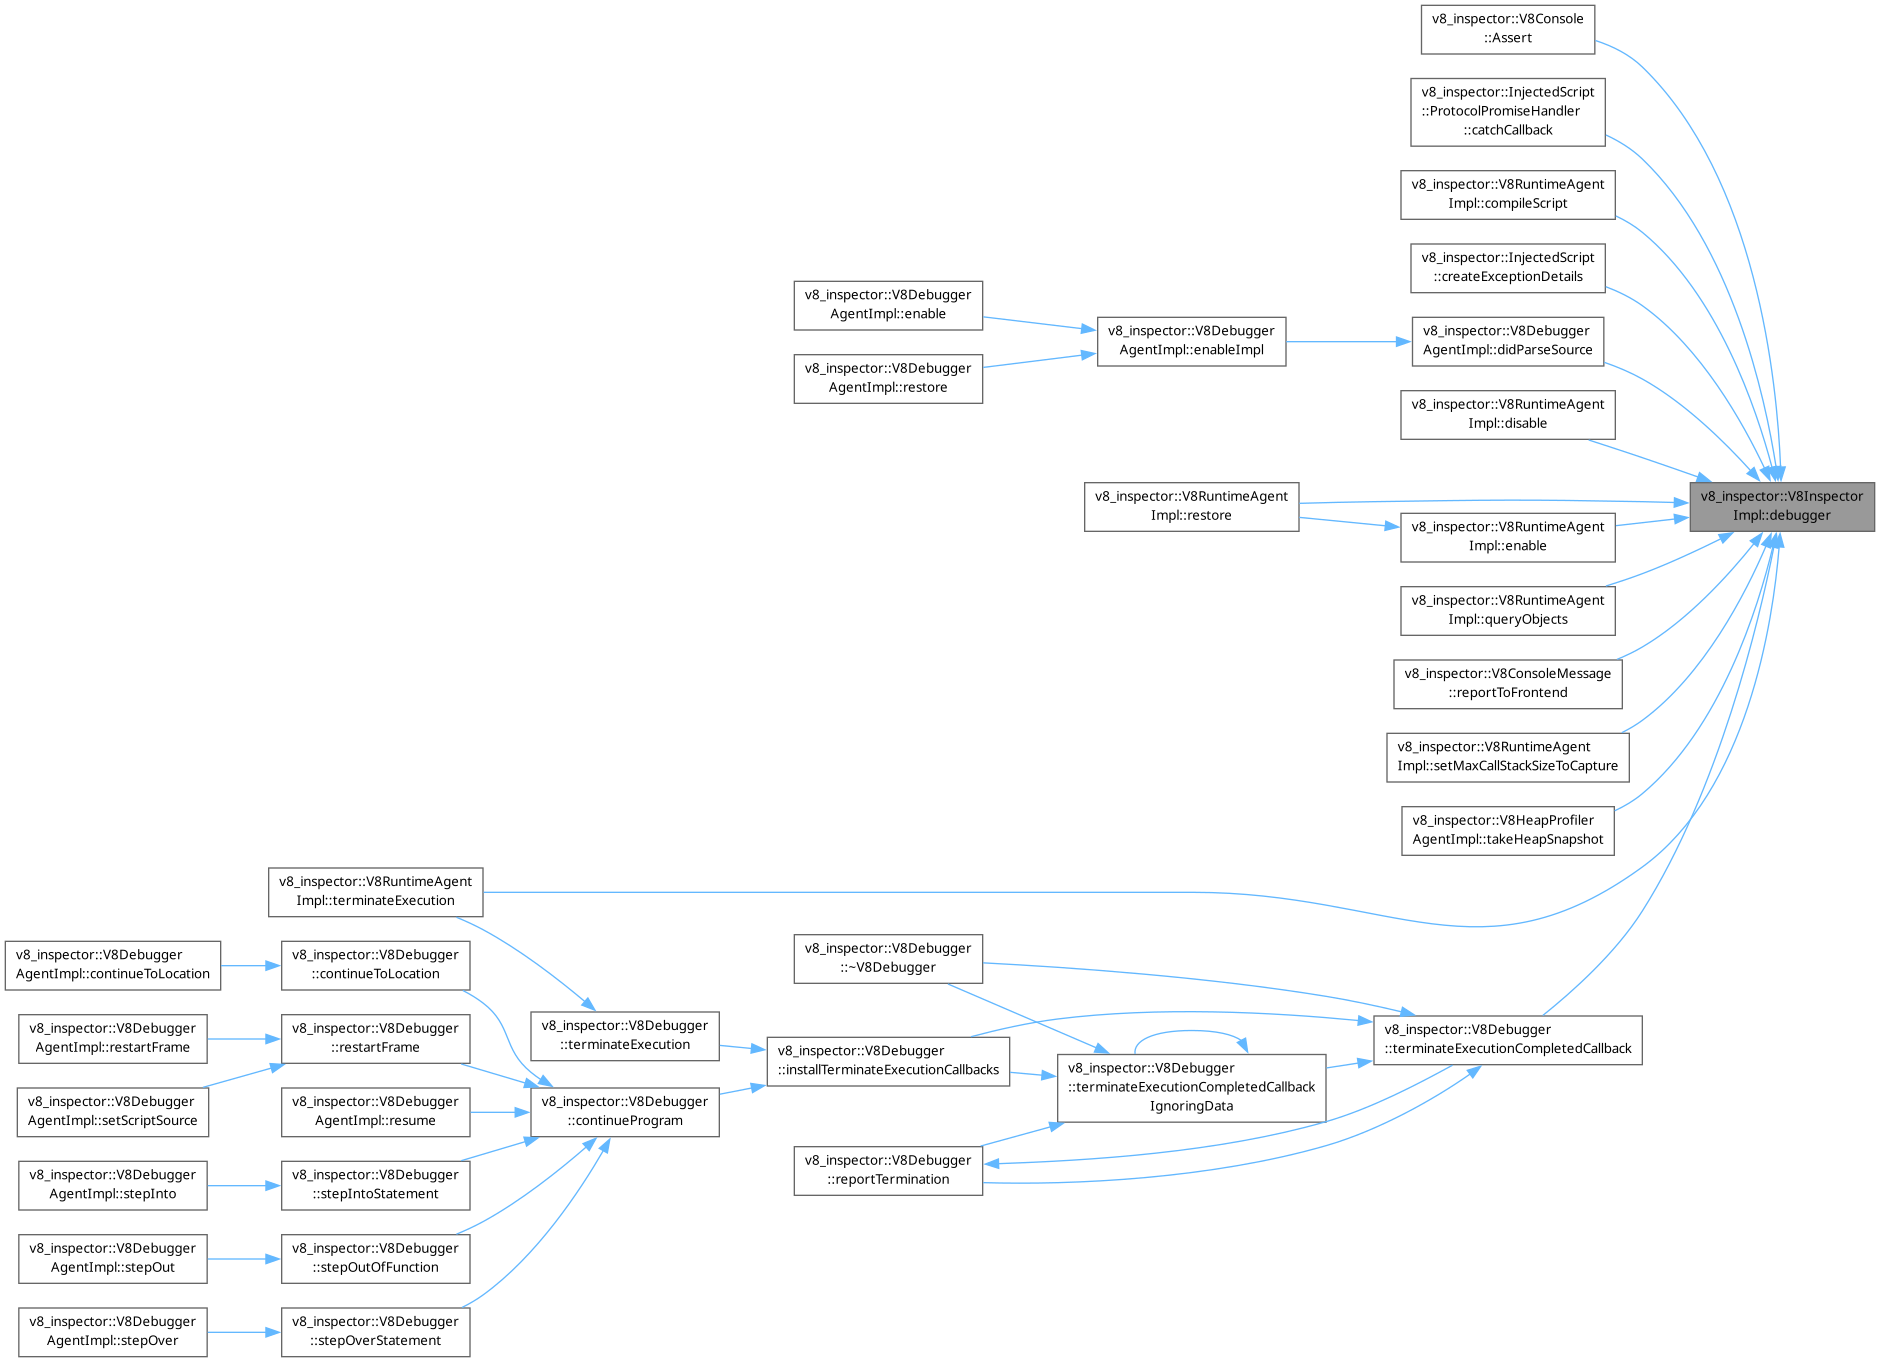 v8_inspector::V8Console
::Assert
v8_inspector::InjectedScript
::ProtocolPromiseHandler
::catchCallback
v8_inspector::V8RuntimeAgent
Impl::compileScript
v8_inspector::InjectedScript
::createExceptionDetails
v8_inspector::V8Debugger
AgentImpl::enable
v8_inspector::V8Debugger
AgentImpl::enableImpl
v8_inspector::V8Debugger
AgentImpl::didParseSource
v8_inspector::V8Debugger
AgentImpl::restore
v8_inspector::V8RuntimeAgent
Impl::disable
v8_inspector::V8Inspector
Impl::debugger
v8_inspector::V8RuntimeAgent
Impl::restore
v8_inspector::V8RuntimeAgent
Impl::enable
v8_inspector::V8RuntimeAgent
Impl::queryObjects
v8_inspector::V8ConsoleMessage
::reportToFrontend
v8_inspector::V8RuntimeAgent
Impl::setMaxCallStackSizeToCapture
v8_inspector::V8HeapProfiler
AgentImpl::takeHeapSnapshot
v8_inspector::V8RuntimeAgent
Impl::terminateExecution
v8_inspector::V8Debugger
AgentImpl::continueToLocation
v8_inspector::V8Debugger
::continueToLocation
v8_inspector::V8Debugger
::~V8Debugger
v8_inspector::V8Debugger
AgentImpl::restartFrame
v8_inspector::V8Debugger
::restartFrame
v8_inspector::V8Debugger
::terminateExecution
v8_inspector::V8Debugger
::installTerminateExecutionCallbacks
v8_inspector::V8Debugger
::terminateExecutionCompletedCallback
IgnoringData
v8_inspector::V8Debugger
::terminateExecutionCompletedCallback
v8_inspector::V8Debugger
AgentImpl::setScriptSource
v8_inspector::V8Debugger
AgentImpl::resume
v8_inspector::V8Debugger
::continueProgram
v8_inspector::V8Debugger
::reportTermination
v8_inspector::V8Debugger
AgentImpl::stepInto
v8_inspector::V8Debugger
::stepIntoStatement
v8_inspector::V8Debugger
AgentImpl::stepOut
v8_inspector::V8Debugger
::stepOutOfFunction
v8_inspector::V8Debugger
AgentImpl::stepOver
v8_inspector::V8Debugger
::stepOverStatement